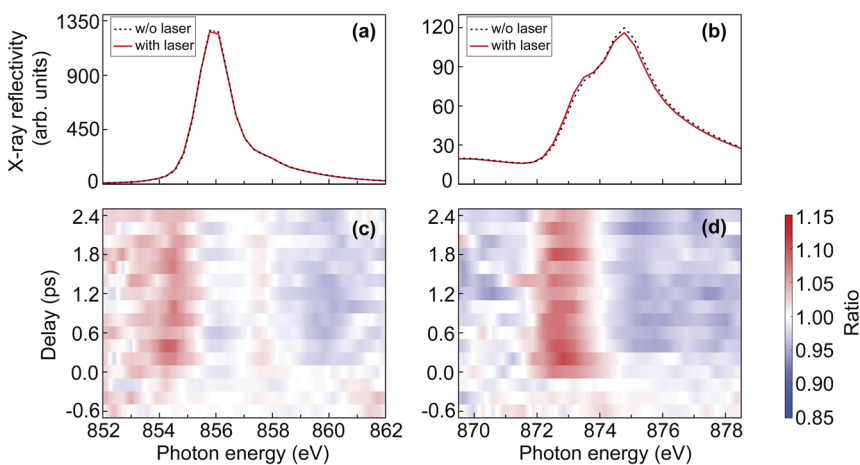 X-ray reflectivity
(arb. units)
1350
900
450
0
w/o laser
with laser
(a)
120
90
60
30
0
w/o laser
with laser
(b)
Delay (ps)
2.4
1.8
1.2
0.6
0.0
-0.6
(c)
852 854 856 858 860 862
Photon energy (eV)
2.4
1.8
1.2
0.6
0.0
-0.6
(d)
870 872 874 876 878
Photon energy (eV)
1.15
1.10
1.05
1.00
0.95
0.90
0.85
Ratio